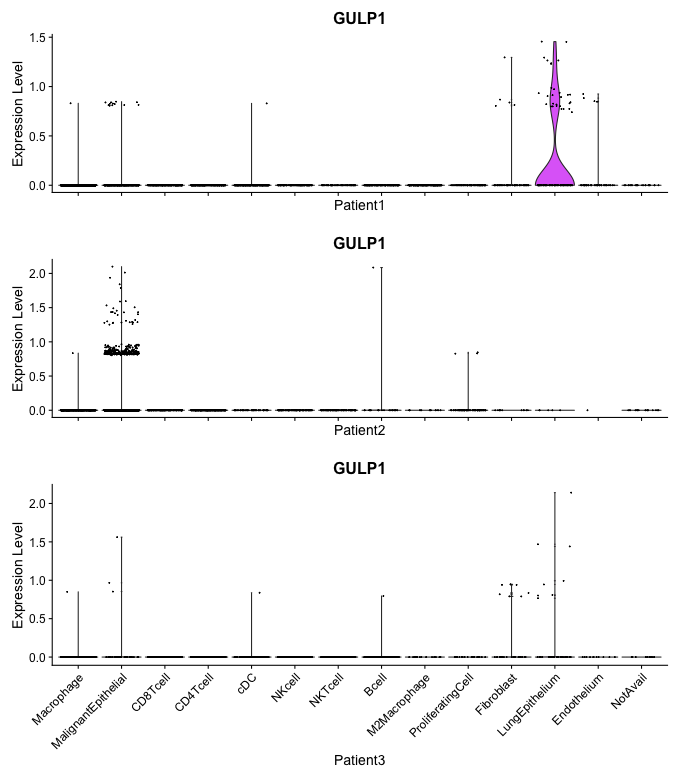 GULP1
Expression Level
1.5
1.0
0.5
0.0
Patient1
GULP1
Expression Level
2.0
1.5
1.0
0.5
0.0
Patient2
GULP1
Expression Level
2.0
1.5
1.0
0.5
0.0
Macrophage
MalignantEpithelial
CD8Tcell
CD4Tcell
cDC
NKcell
NKTcell
Bcell
M2Macrophage
ProliferatingCell
Fibroblast
LungEpithelium
Endothelium
NotAvail
Patient3